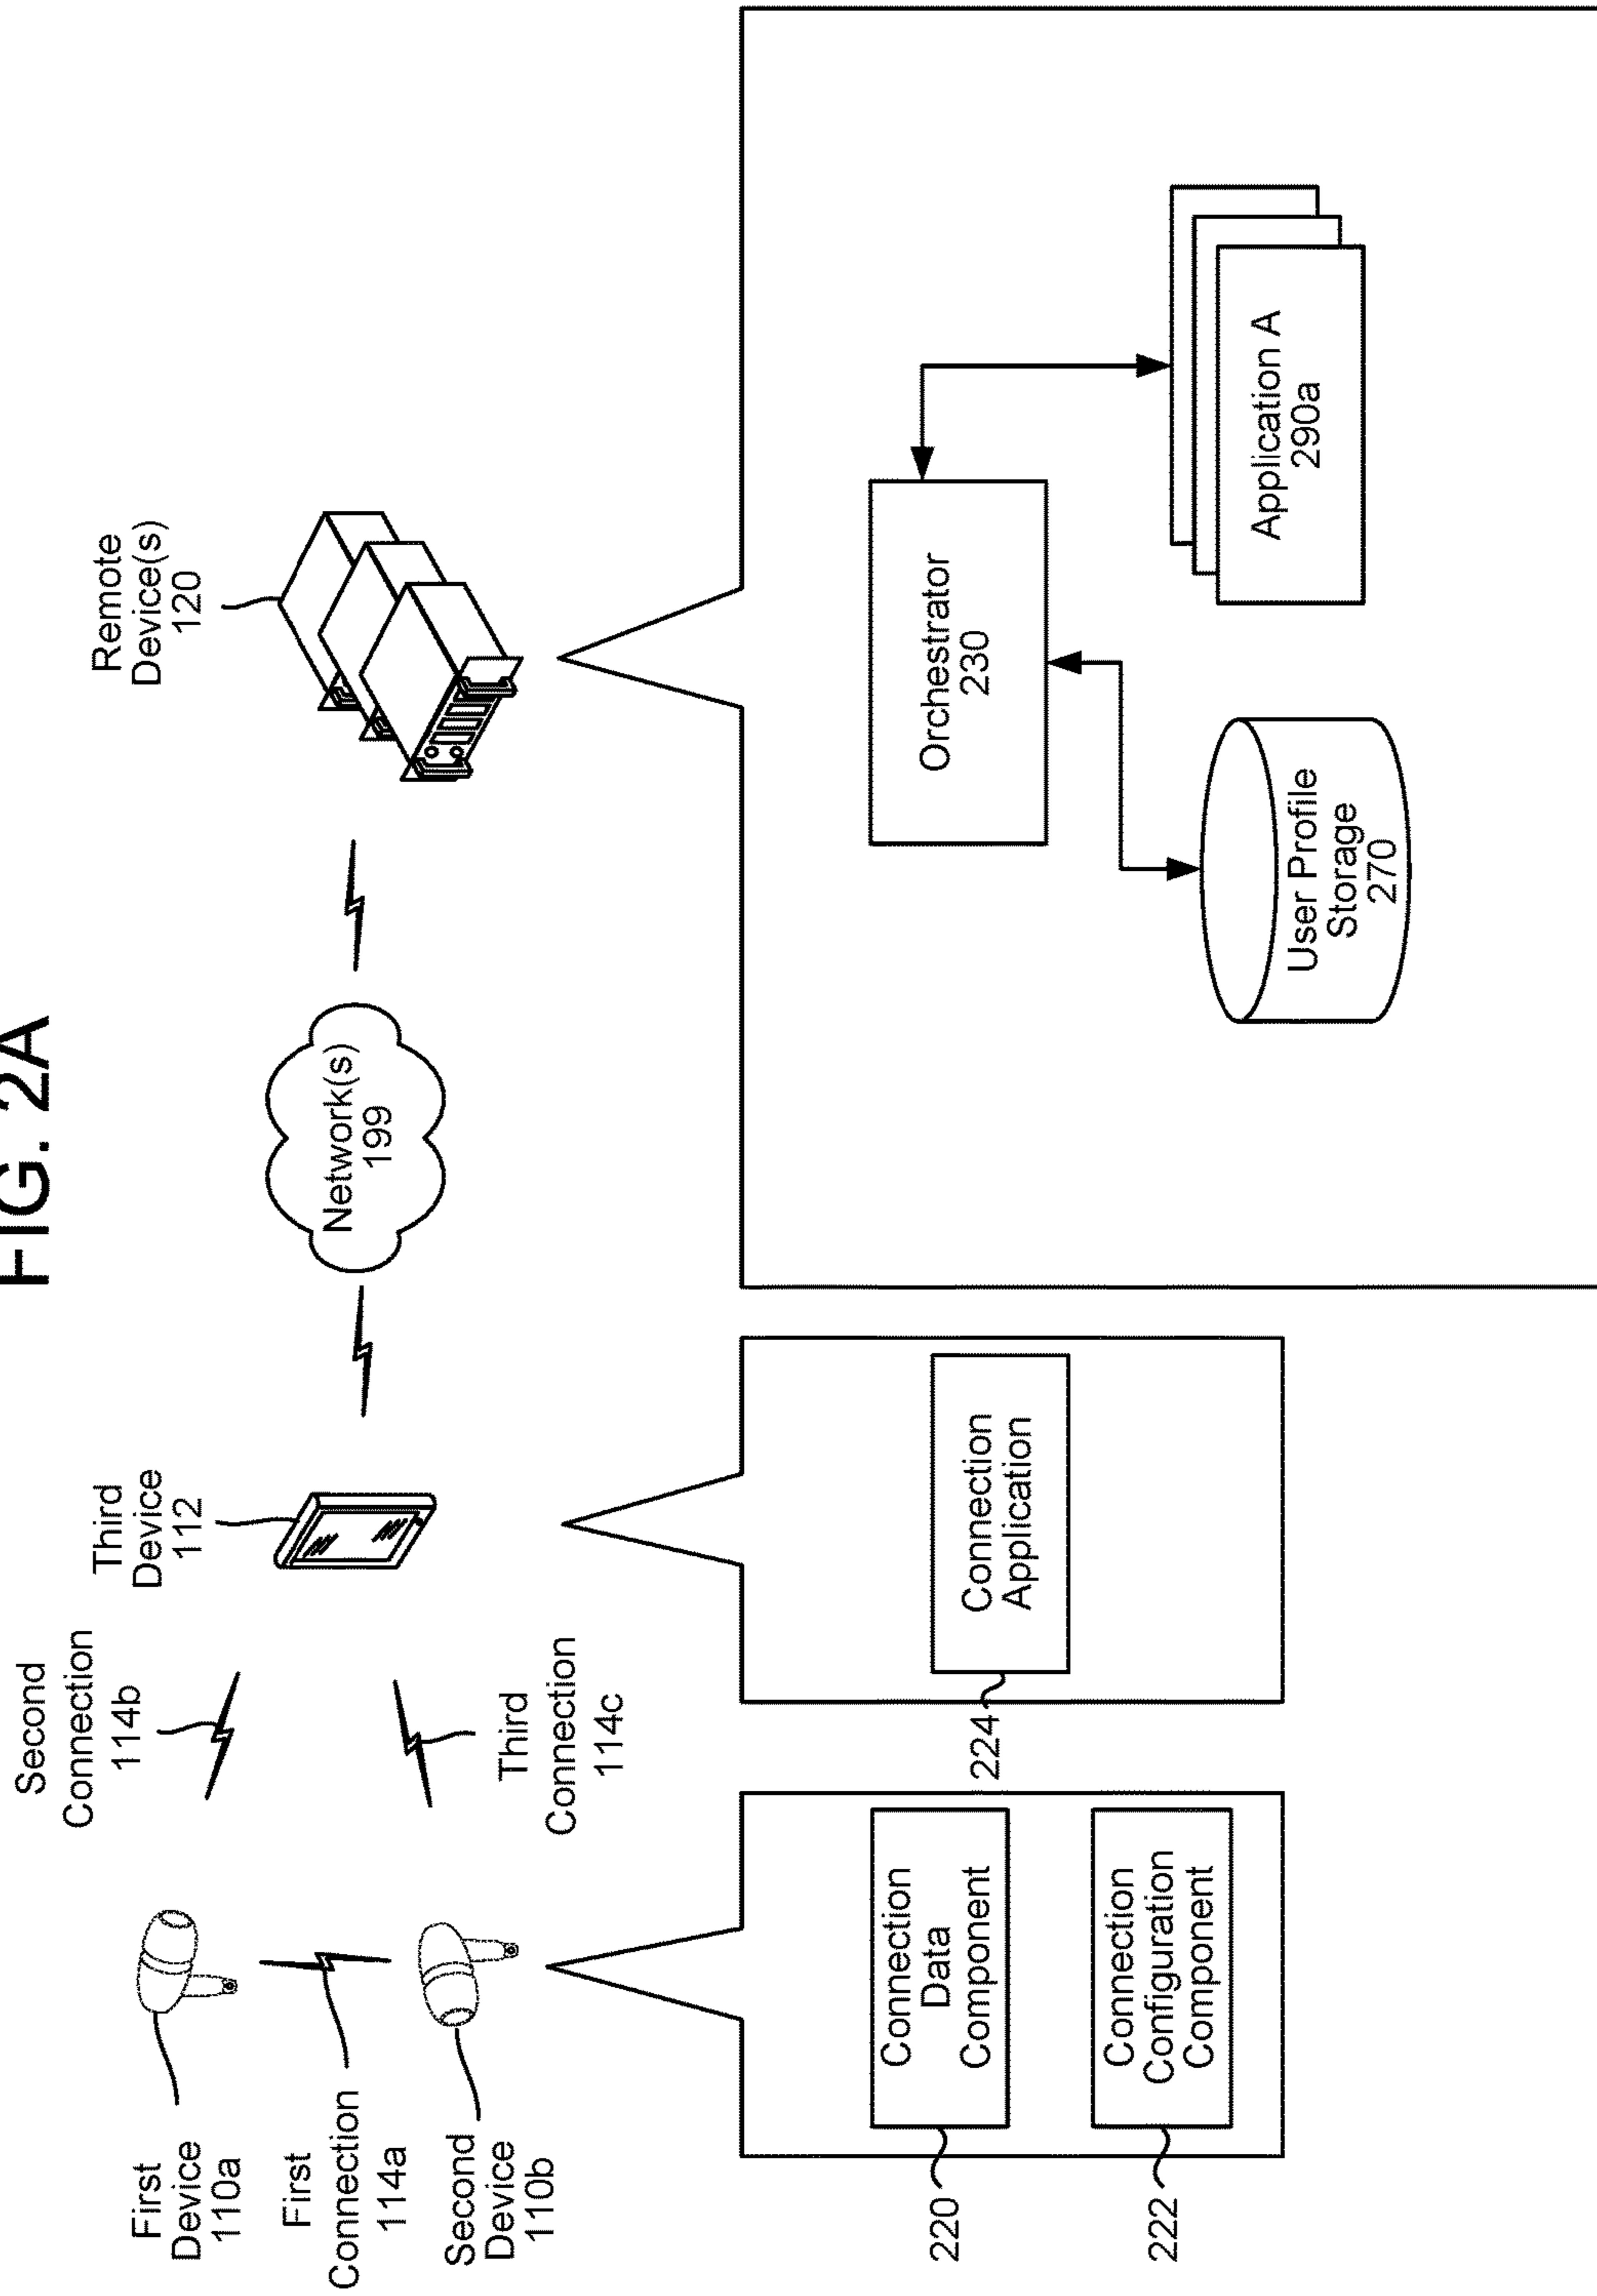 FIG. 2A
First
Device
110a
First
Connection
114a
Second
Device
110b
Second
Connection
114b
Third
Connection
114c
Third
Device
112
Network(s)
199
Remote
Device(s)
120
220
Connection
Data
Component
222
Connection
Configuration
Component
224
Connection
Application
Orchestrator
230
User Profile
Storage
270
Application A
290a